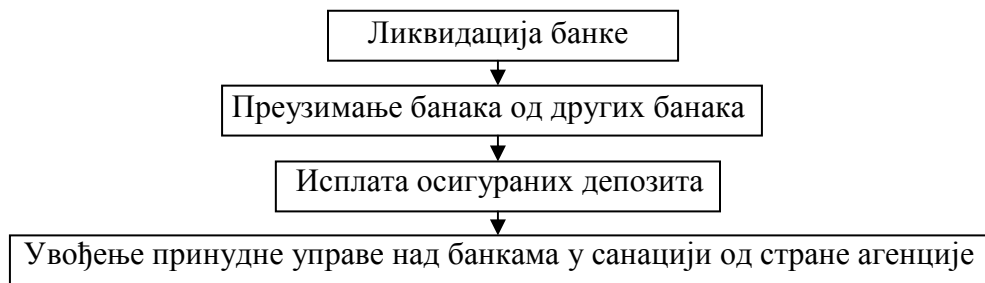 Ликвидација банке
Преузимање банака од других банака
Исплата осигураних депозита
Увођење принудне управе над банкама у санацији од стране агенције